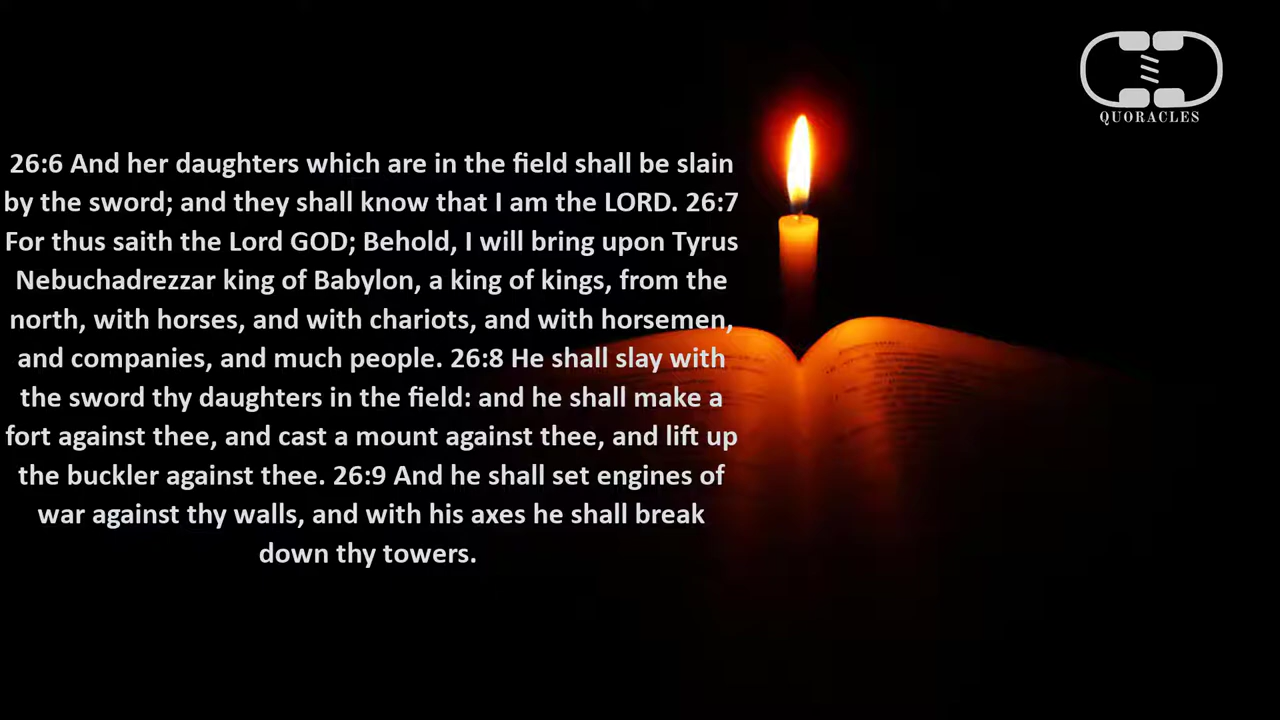 QUORACLES
26:6 And her daughters which are in the field shall be slain
by the sword; and they shall know that I am the LORD. 26:7
For thus saith the Lord GOD; Behold, I will bring upon Tyrus
Nebuchadrezzar king of Babylon, a king of kings, from the
north, with horses, and with chariots, and with horsemen,
and companies, and much people. 26:8 He shall slay with
the sword thy daughters in the field: and he shall make a
fort against thee, and cast a mount against thee, and lift up
the buckler against thee. 26:9 And he shall set engines of
war against thy walls, and with his axes he shall break
down thy towers.